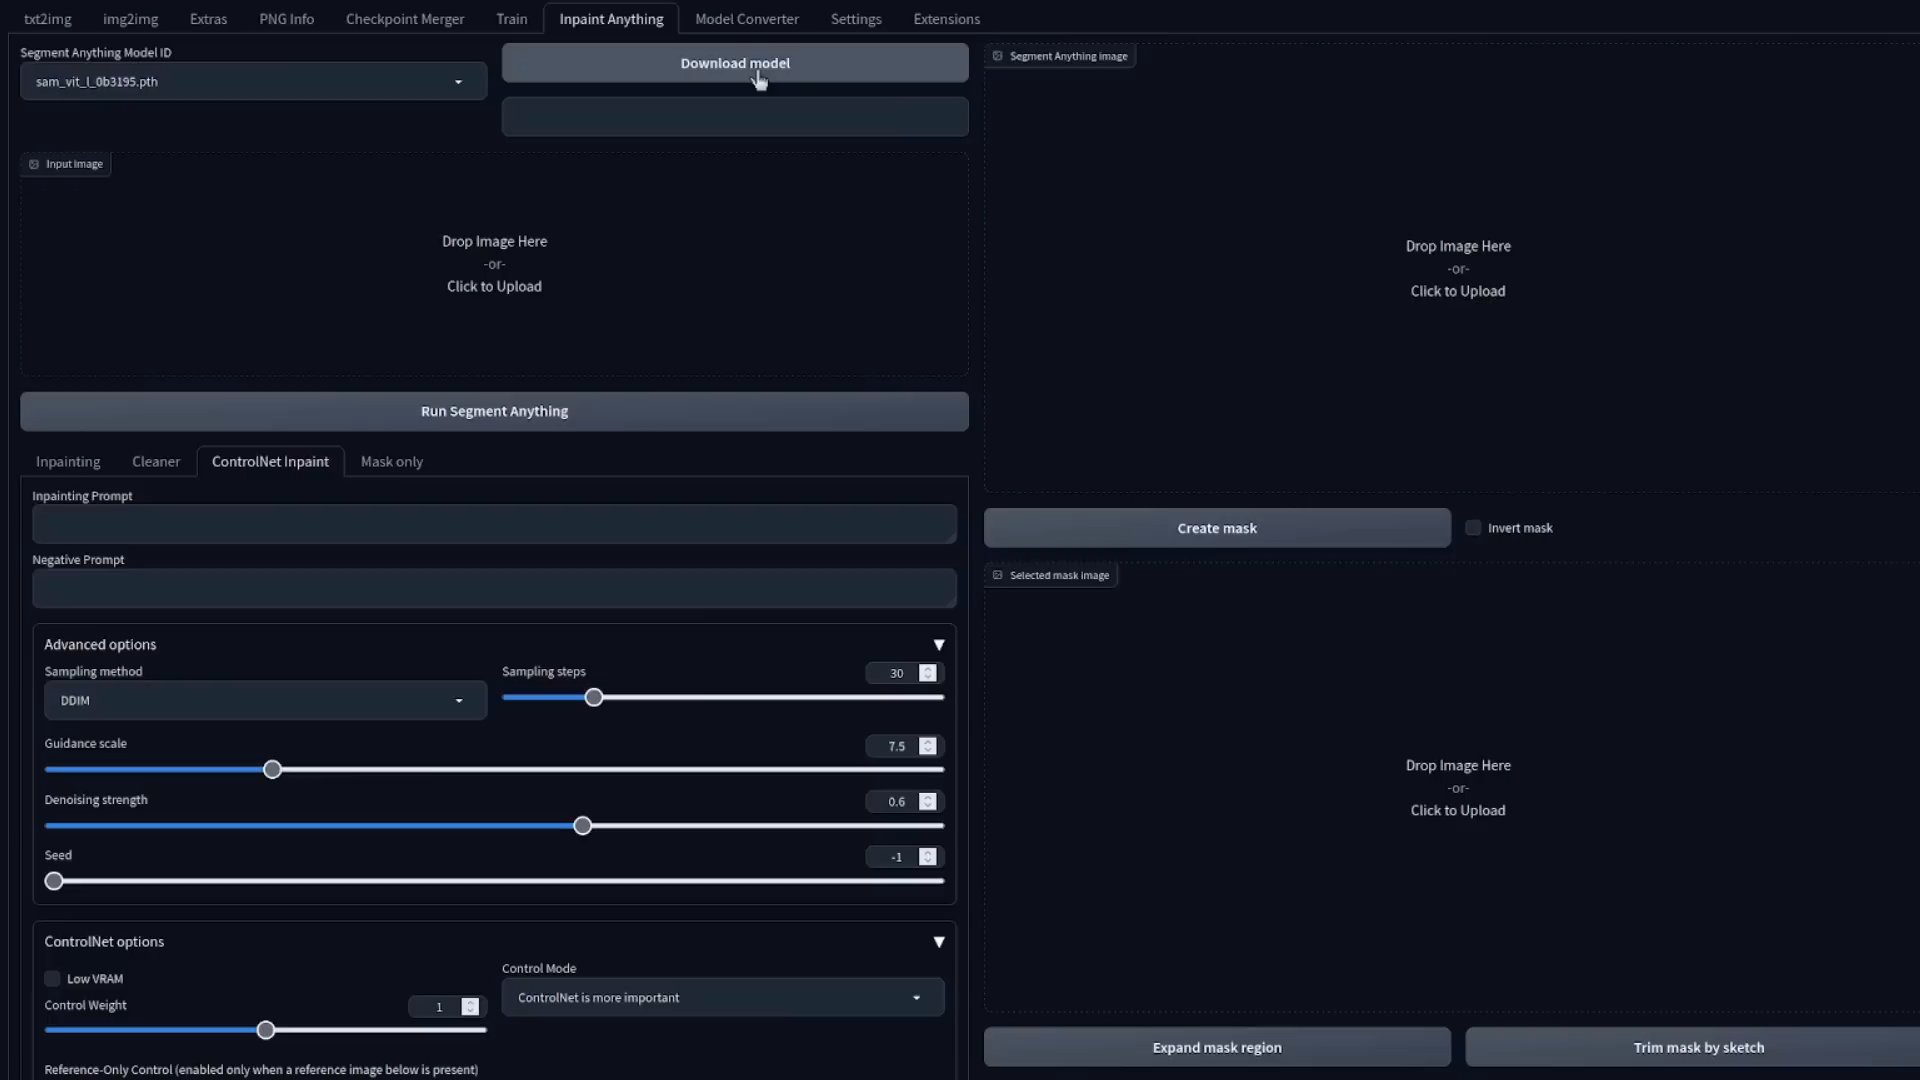 txt2img img2img Extras PNG Info Checkpoint Merger Train Inpaint Anything Model Converter Settings Extensions
Segment Anything Model ID
sam_vit_l_0b3195.pth
Download model
Input image
Drop Image Here
-or-
Click to Upload
Run Segment Anything
Inpainting Cleaner ControlNet Inpaint Mask only
Inpainting Prompt
Negative Prompt
Advanced options ▼
Sampling method
DDIM
Sampling steps 30
Guidance scale 7.5
Denoising strength 0.6
Seed -1
ControlNet options ▼
Low VRAM
Control Weight 1
Control Mode
ControlNet is more important
Reference-Only Control (enabled only when a reference image below is present)
Segment Anything image
Drop Image Here
-or-
Click to Upload
Create mask Invert mask
Selected mask image
Drop Image Here
-or-
Click to Upload
Expand mask region Trim mask by sketch